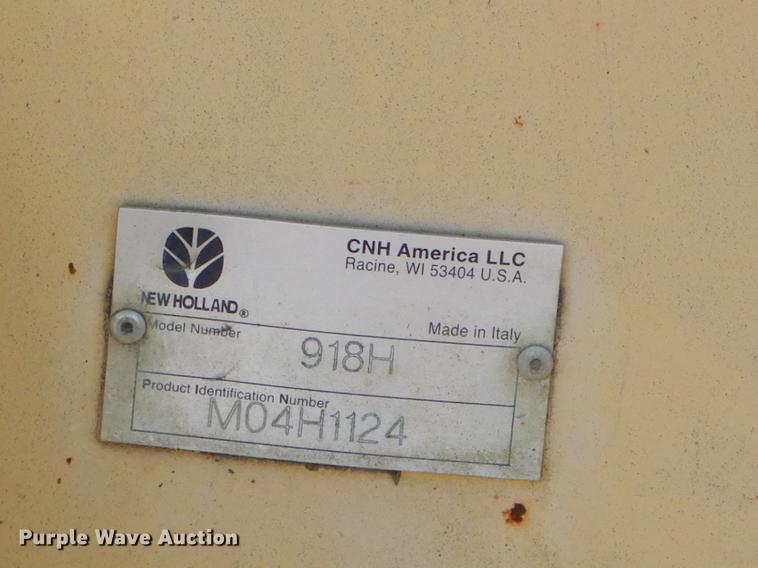 CNH America LLC
Racine, WI 53404 U.S.A.
NEW HOLLAND®
Model Number
Made in Italy
918H
Product Identification Number
M04H1124
Purple Wave Auction